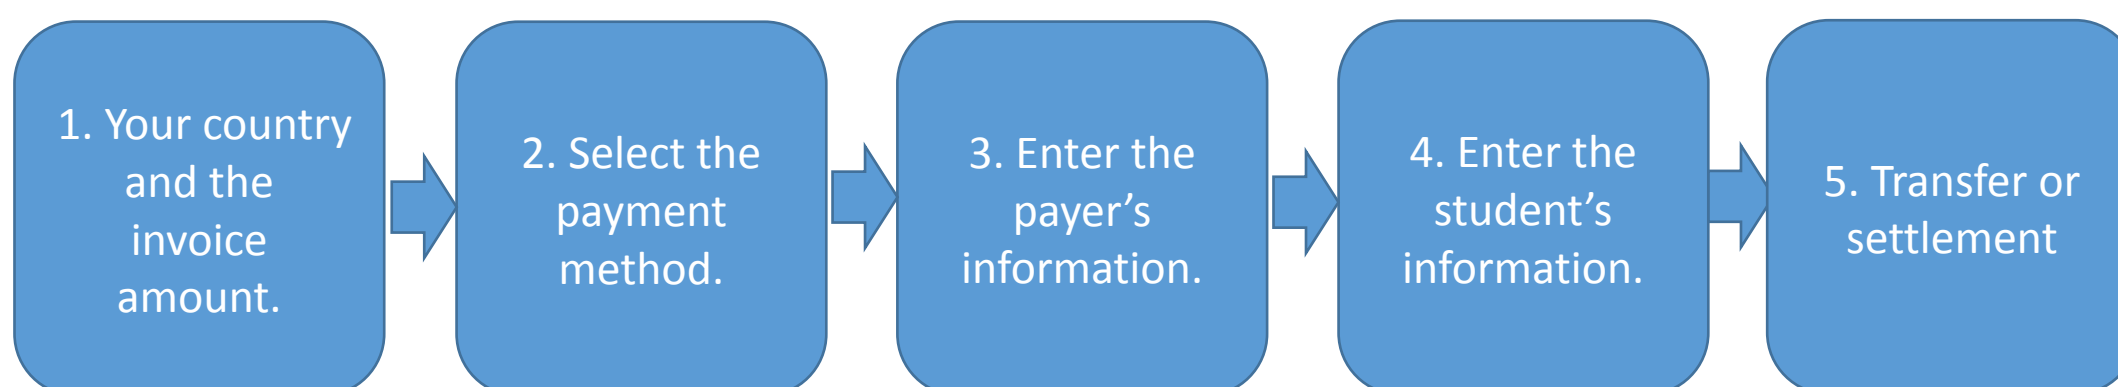 1. Your country
and the
invoice
amount.
2. Select the
payment
method.
3. Enter the
payer’s
information.
4. Enter the
student’s
information.
5. Transfer or
settlement